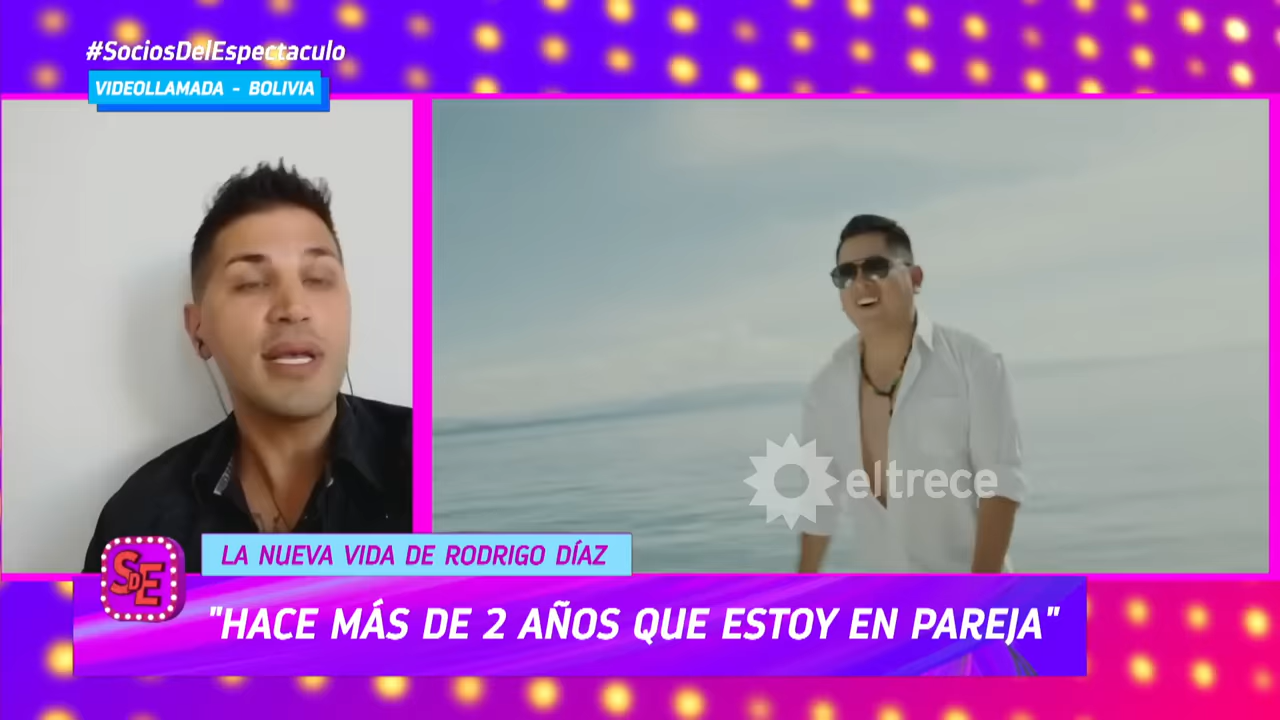 #SociosDelEspectaculo
VIDEOLLAMADA - BOLIVIA
eltrece
SDE
LA NUEVA VIDA DE RODRIGO DÍAZ
"HACE MÁS DE 2 AÑOS QUE ESTOY EN PAREJA"